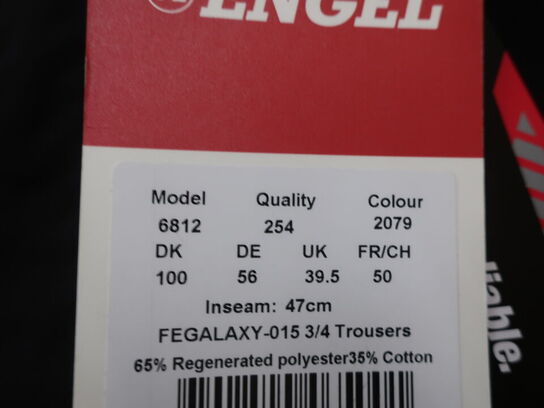 ENGEL
Model Quality Colour
6812 254 2079
DK DE UK FR/CH
100 56 39.5 50
Inseam: 47cm
FEGALAXY-015 3/4 Trousers
65% Regenerated polyester35% Cotton
liable.